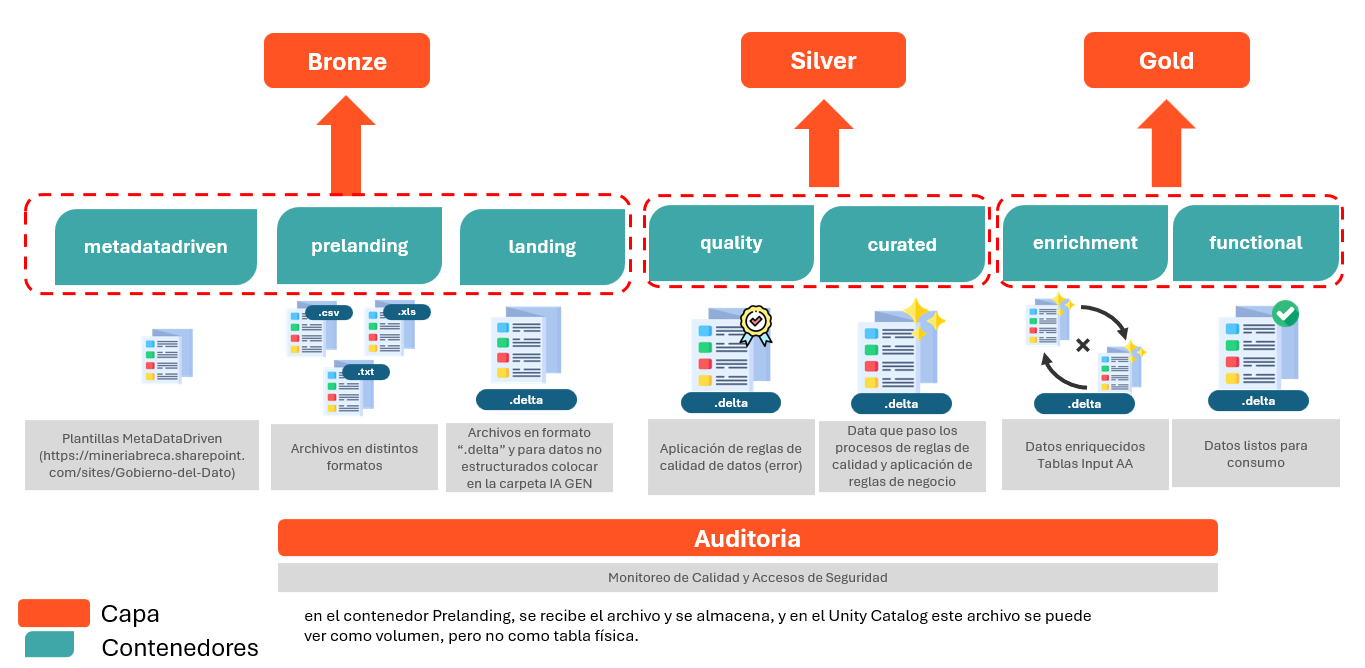 Bronze
Silver
Gold
metadatadriven
prelanding
landing
quality
curated
enrichment
functional
.csv
.xls
.txt
.delta
.delta
.delta
.delta
.delta
Plantillas MetaDataDriven
(https://mineriabreca.sharepoint.
com/sites/Gobierno-del-Dato)
Archivos en distintos
formatos
Archivos en formato
“.delta” y para datos no
estructurados colocar
en la carpeta IA GEN
Aplicación de reglas de
calidad de datos (error)
Data que paso los
procesos de reglas de
calidad y aplicación de
reglas de negocio
Datos enriquecidos
Tablas Input AA
Datos listos para
consumo
Auditoria
Monitoreo de Calidad y Accesos de Seguridad
Capa
Contenedores
en el contenedor Prelanding, se recibe el archivo y se almacena, y en el Unity Catalog este archivo se puede
ver como volumen, pero no como tabla física.